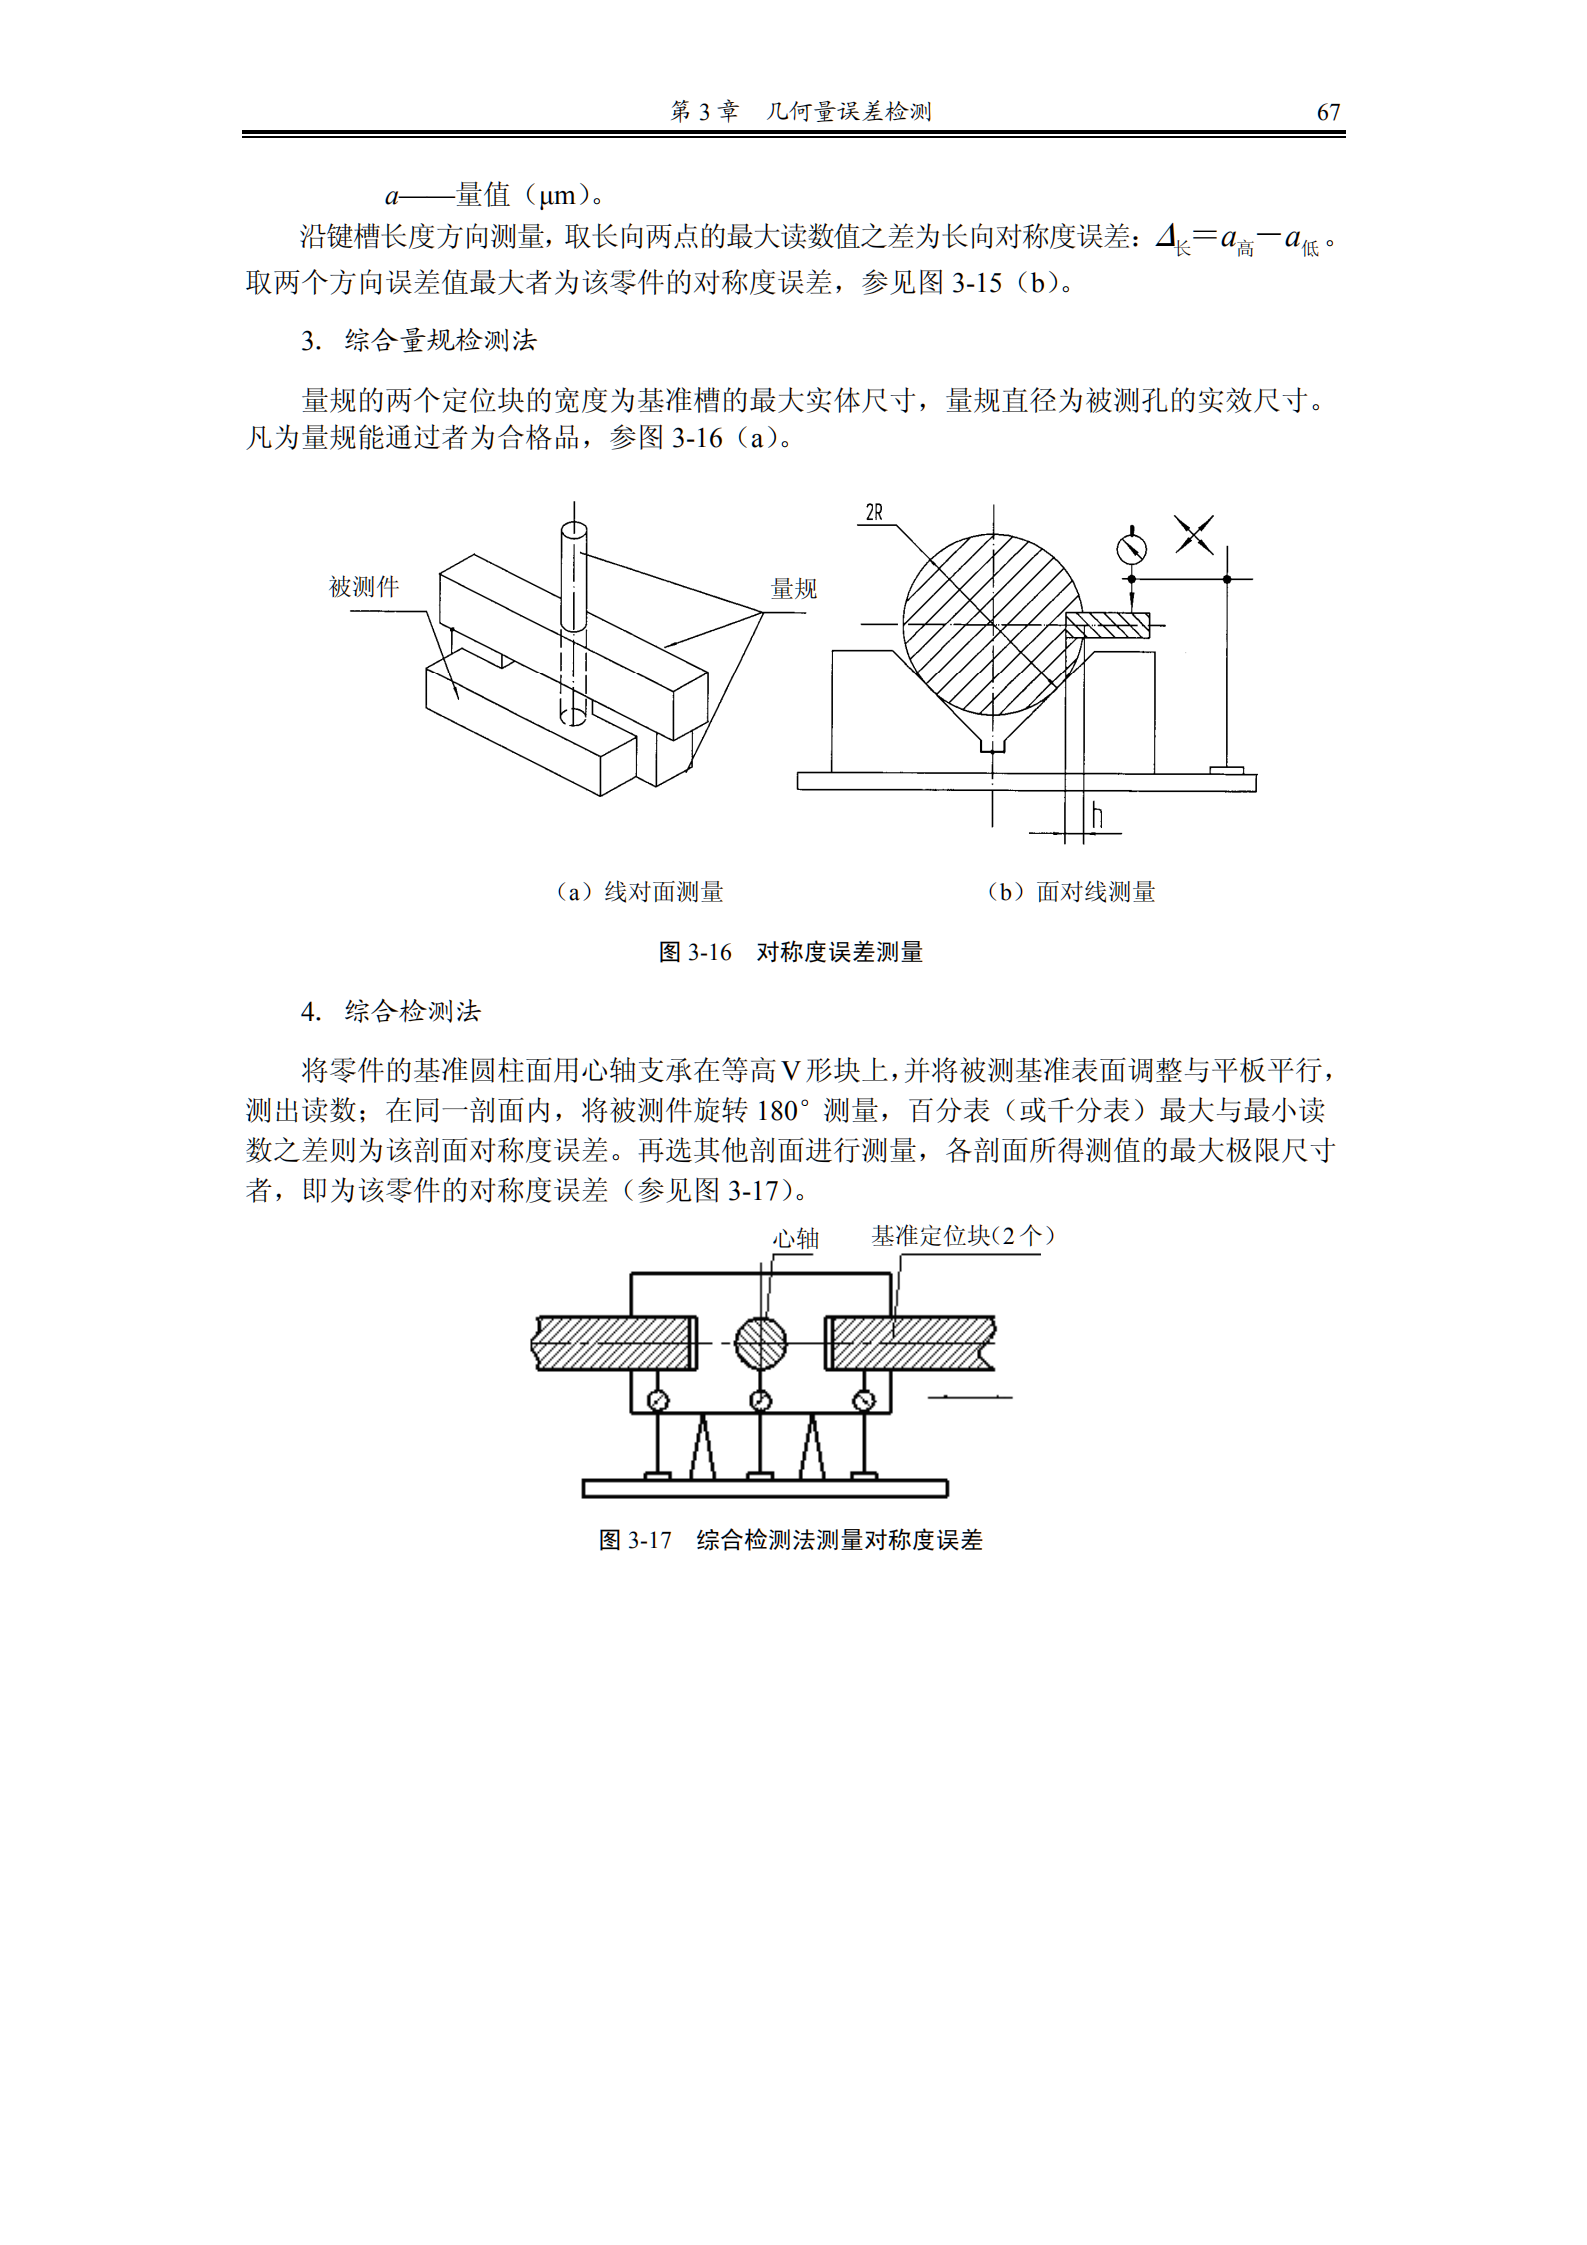 第 3 章　几何量误差检测　67
a——量值（μm）。
沿键槽长度方向测量，取长向两点的最大读数值之差为长向对称度误差：Δ长＝a高－a低。
取两个方向误差值最大者为该零件的对称度误差，参见图 3-15（b）。
3．综合量规检测法
量规的两个定位块的宽度为基准槽的最大实体尺寸，量规直径为被测孔的实效尺寸。
凡为量规能通过者为合格品，参图 3-16（a）。
被测件
量规
2R
h
（a）线对面测量　（b）面对线测量
图 3-16　对称度误差测量
4．综合检测法
将零件的基准圆柱面用心轴支承在等高 V 形块上，并将被测基准表面调整与平板平行，
测出读数；在同一剖面内，将被测件旋转 180°测量，百分表（或千分表）最大与最小读
数之差则为该剖面对称度误差。再选其他剖面进行测量，各剖面所得测值的最大极限尺寸
者，即为该零件的对称度误差（参见图 3-17）。
心轴　基准定位块（2 个）
图 3-17　综合检测法测量对称度误差